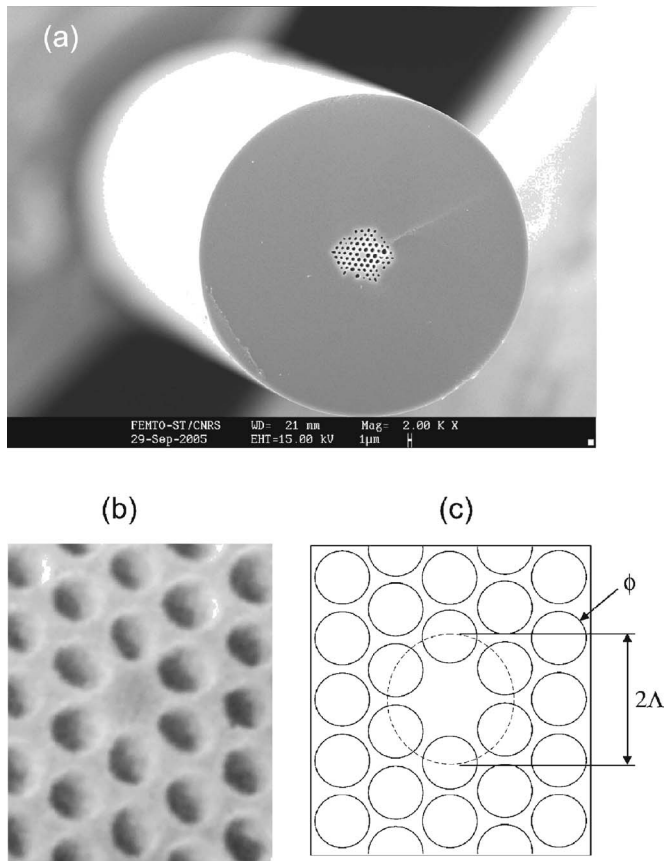 (a)
FEMTO-ST/CNRS WD= 21 mm Mag= 2.00 K X
29-Sep-2005 EHT=15.00 kV 1µm
(b) (c)
ϕ
2Λ